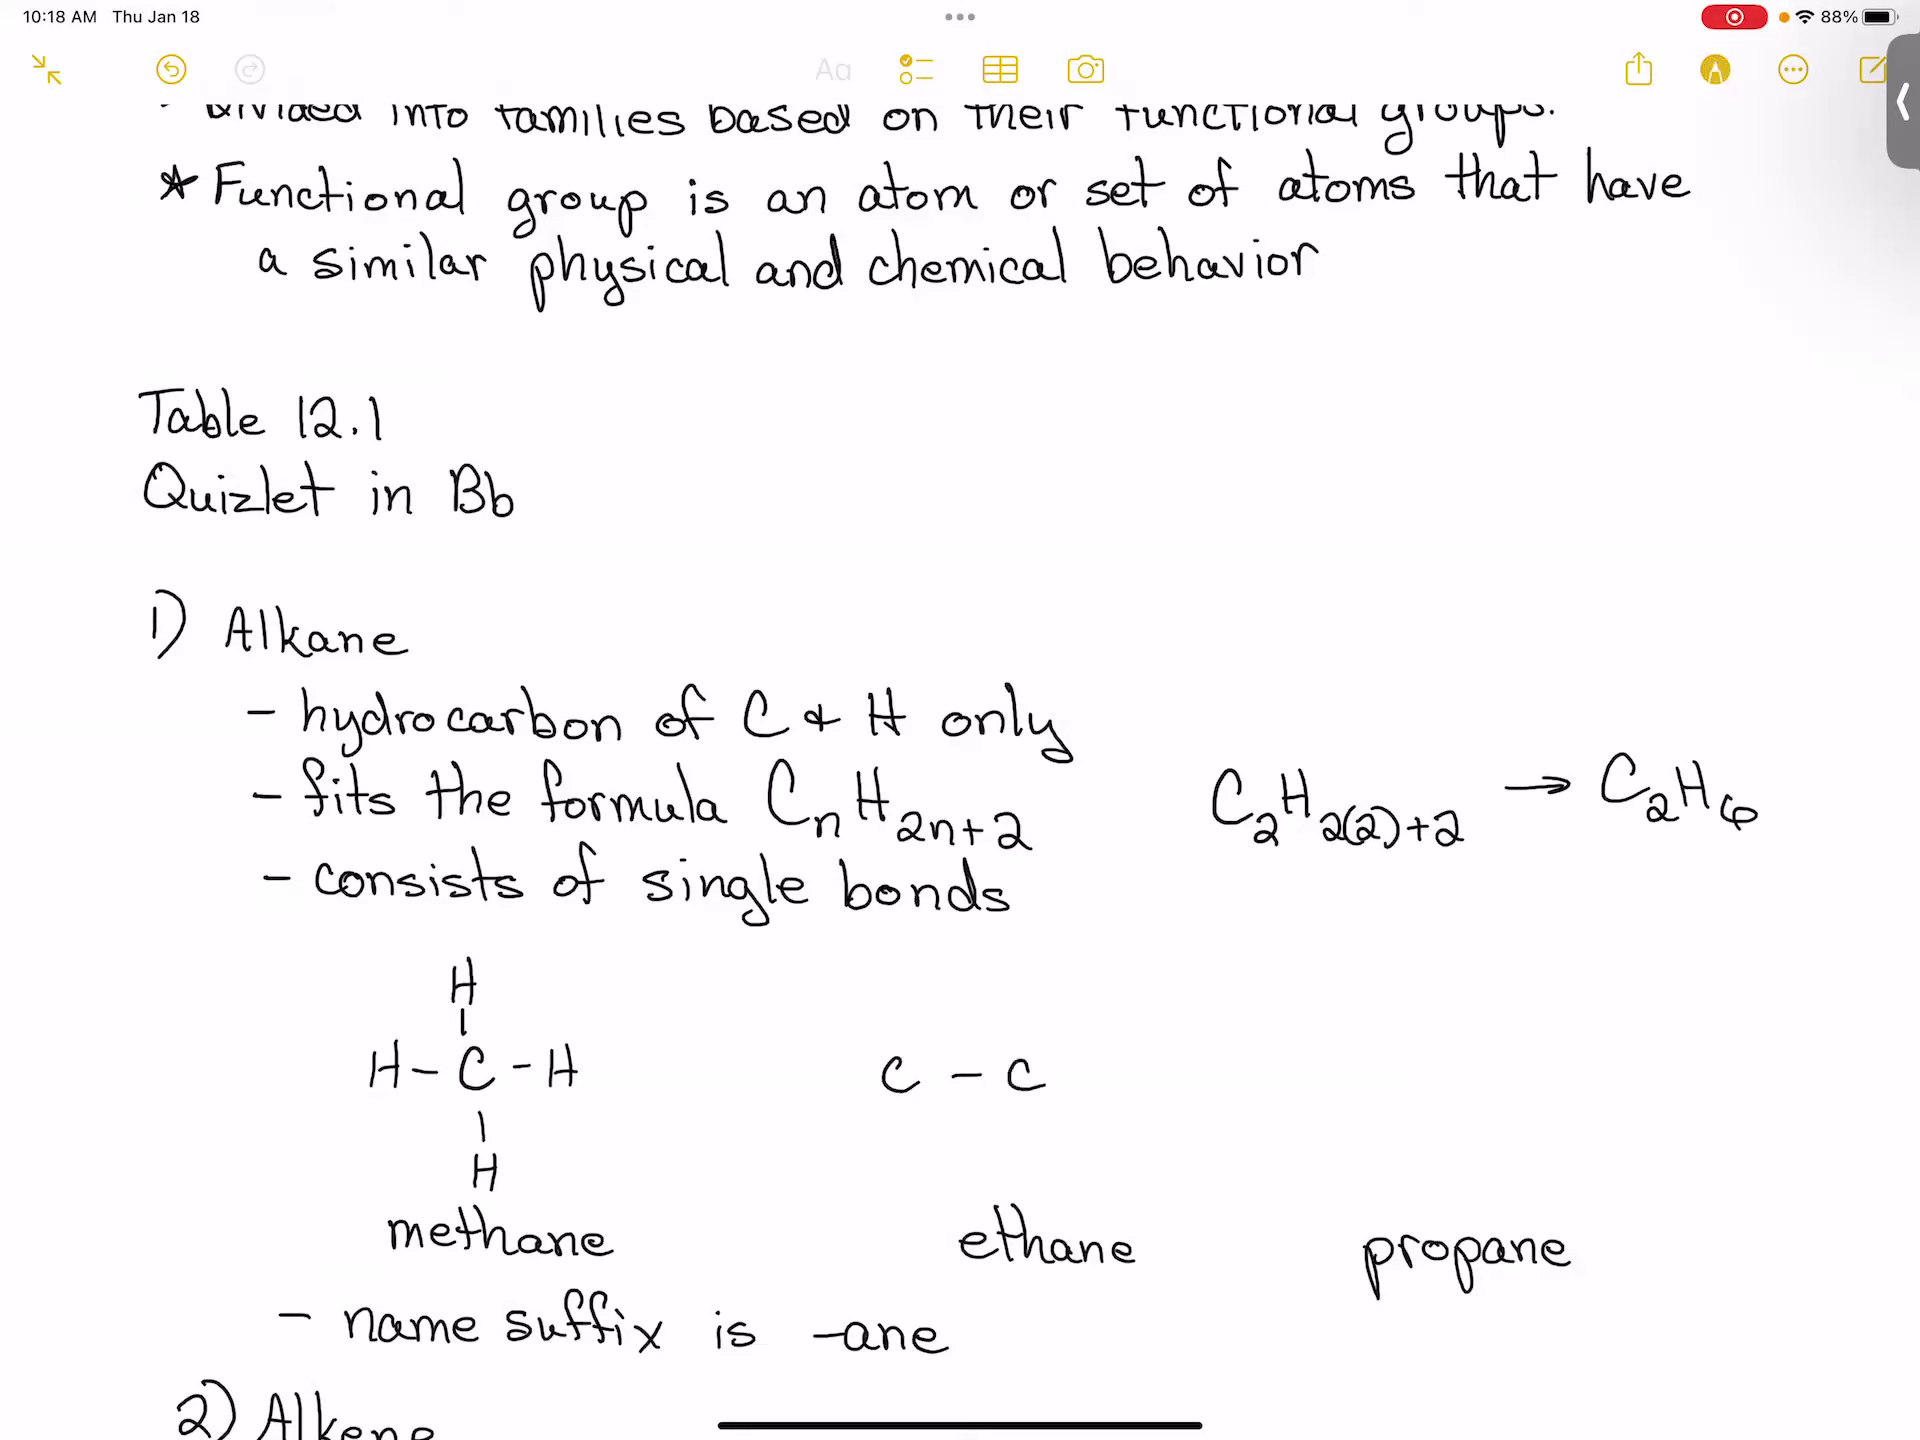 10:18 AM Thu Jan 18
88%
Aa
· divided into families based on their functional groups.
* Functional group is an atom or set of atoms that have
a similar physical and chemical behavior
Table 12.1
Quizlet in Bb
1) Alkane
- hydrocarbon of C & H only
- fits the formula CnH2n+2 C2H2(2)+2 → C2H6
- consists of single bonds
H
|
H - C - H C - C
|
H
methane ethane propane
- name suffix is -ane
2) Alkene